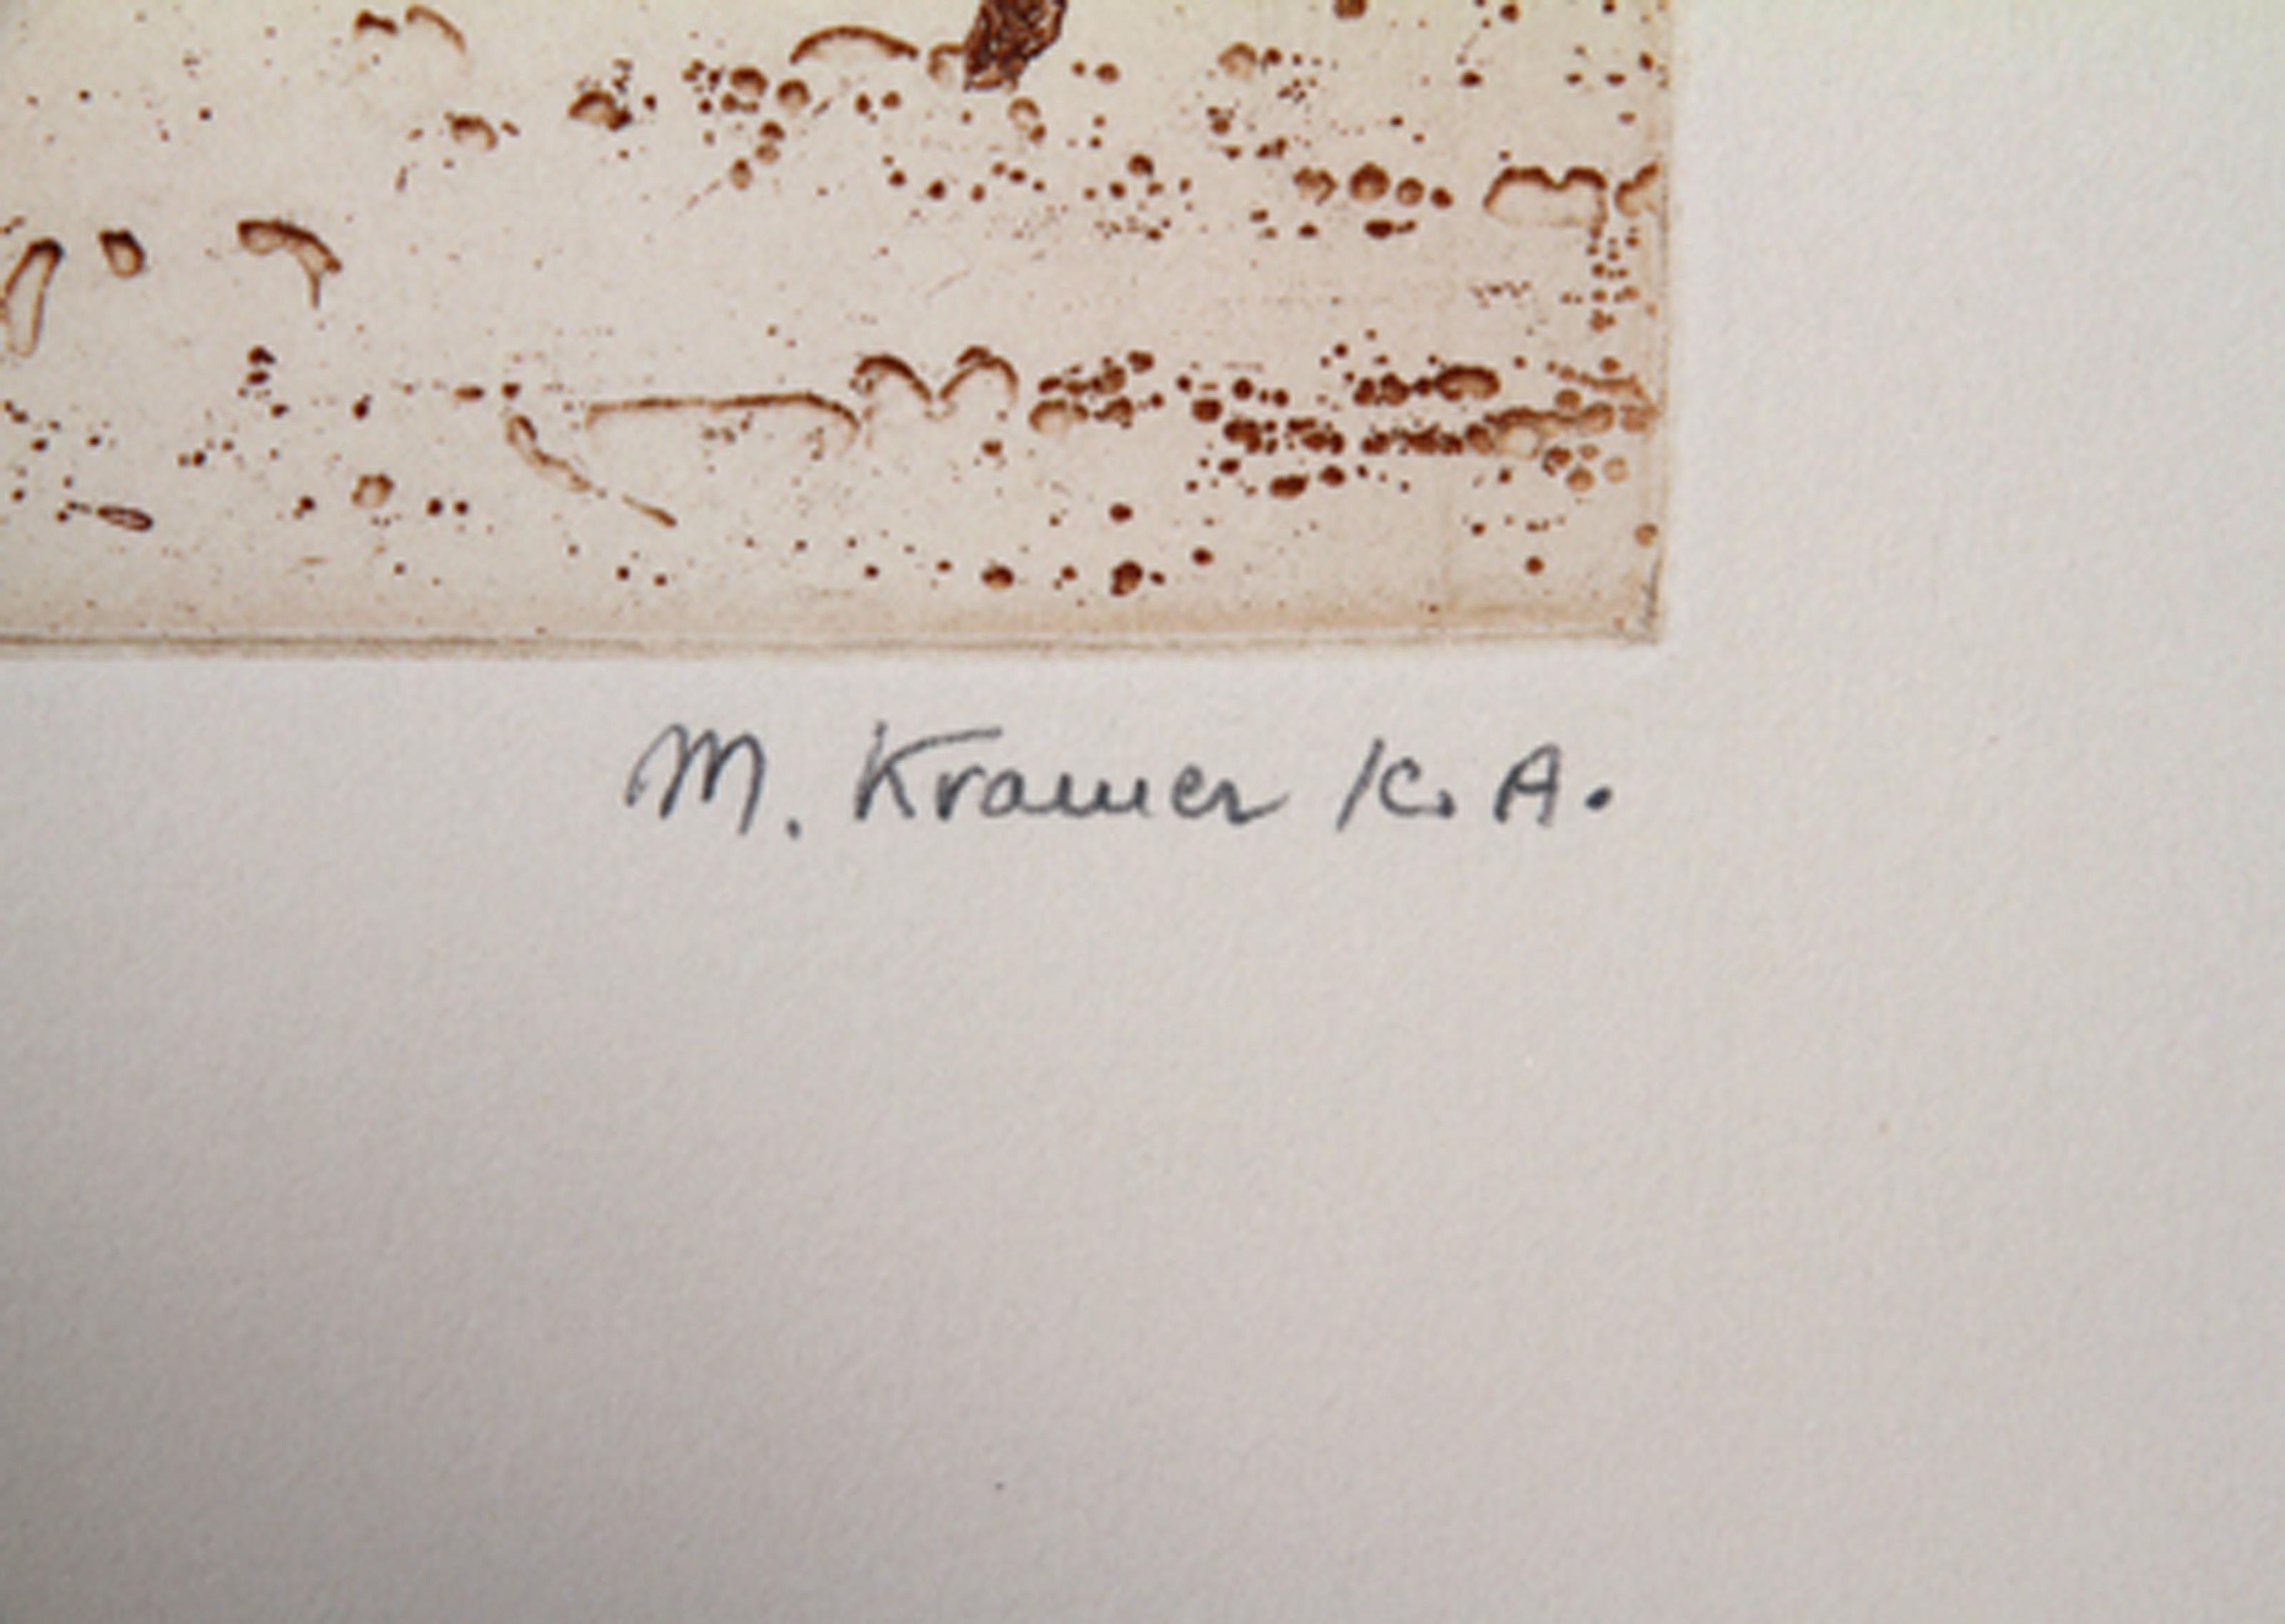 M. Kramer K. A.